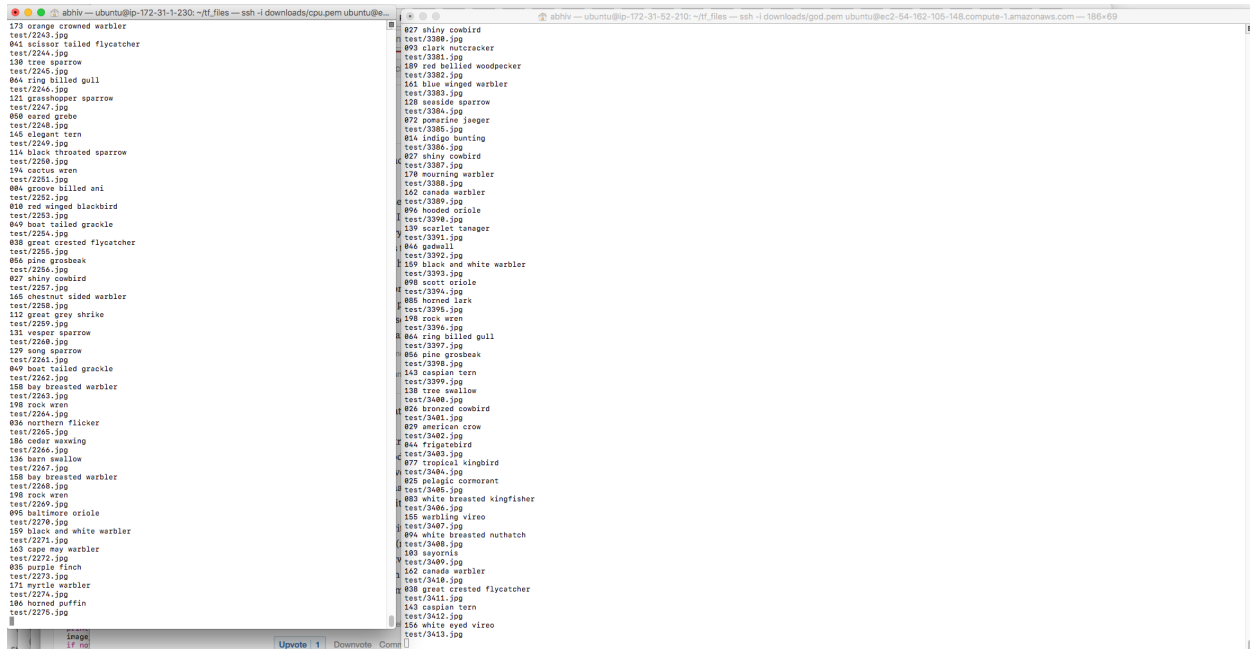 abhiv — ubuntu@ip-172-31-1-230: ~/tf_files — ssh -i downloads/cpu.pem ubuntu@e...
173 orange crowned warbler
test/2243.jpg
041 scissor tailed flycatcher
test/2244.jpg
130 tree sparrow
test/2245.jpg
064 ring billed gull
test/2246.jpg
121 grasshopper sparrow
test/2247.jpg
050 eared grebe
test/2248.jpg
145 elegant tern
test/2249.jpg
114 black throated sparrow
test/2250.jpg
194 cactus wren
test/2251.jpg
004 groove billed ani
test/2252.jpg
010 red winged blackbird
test/2253.jpg
049 boat tailed grackle
test/2254.jpg
038 great crested flycatcher
test/2255.jpg
056 pine grosbeak
test/2256.jpg
027 shiny cowbird
test/2257.jpg
165 chestnut sided warbler
test/2258.jpg
112 great grey shrike
test/2259.jpg
131 vesper sparrow
test/2260.jpg
129 song sparrow
test/2261.jpg
049 boat tailed grackle
test/2262.jpg
158 bay breasted warbler
test/2263.jpg
198 rock wren
test/2264.jpg
036 northern flicker
test/2265.jpg
186 cedar waxwing
test/2266.jpg
136 barn swallow
test/2267.jpg
158 bay breasted warbler
test/2268.jpg
198 rock wren
test/2269.jpg
095 baltimore oriole
test/2270.jpg
159 black and white warbler
test/2271.jpg
163 cape may warbler
test/2272.jpg
035 purple finch
test/2273.jpg
171 myrtle warbler
test/2274.jpg
106 horned puffin
test/2275.jpg
abhiv — ubuntu@ip-172-31-52-210: ~/tf_files — ssh -i downloads/god.pem ubuntu@ec2-54-162-105-148.compute-1.amazonaws.com — 186×69
027 shiny cowbird
test/3380.jpg
093 clark nutcracker
test/3381.jpg
189 red bellied woodpecker
test/3382.jpg
161 blue winged warbler
test/3383.jpg
128 seaside sparrow
test/3384.jpg
072 pomarine jaeger
test/3385.jpg
014 indigo bunting
test/3386.jpg
027 shiny cowbird
test/3387.jpg
170 mourning warbler
test/3388.jpg
162 canada warbler
test/3389.jpg
096 hooded oriole
test/3390.jpg
139 scarlet tanager
test/3391.jpg
046 gadwall
test/3392.jpg
159 black and white warbler
test/3393.jpg
098 scott oriole
test/3394.jpg
085 horned lark
test/3395.jpg
198 rock wren
test/3396.jpg
064 ring billed gull
test/3397.jpg
056 pine grosbeak
test/3398.jpg
143 caspian tern
test/3399.jpg
138 tree swallow
test/3400.jpg
026 bronzed cowbird
test/3401.jpg
029 american crow
test/3402.jpg
044 frigatebird
test/3403.jpg
077 tropical kingbird
test/3404.jpg
025 pelagic cormorant
test/3405.jpg
083 white breasted kingfisher
test/3406.jpg
155 warbling vireo
test/3407.jpg
094 white breasted nuthatch
test/3408.jpg
103 sayornis
test/3409.jpg
162 canada warbler
test/3410.jpg
038 great crested flycatcher
test/3411.jpg
143 caspian tern
test/3412.jpg
156 white eyed vireo
test/3413.jpg
image
if no
Upvote 1 Downvote Comm